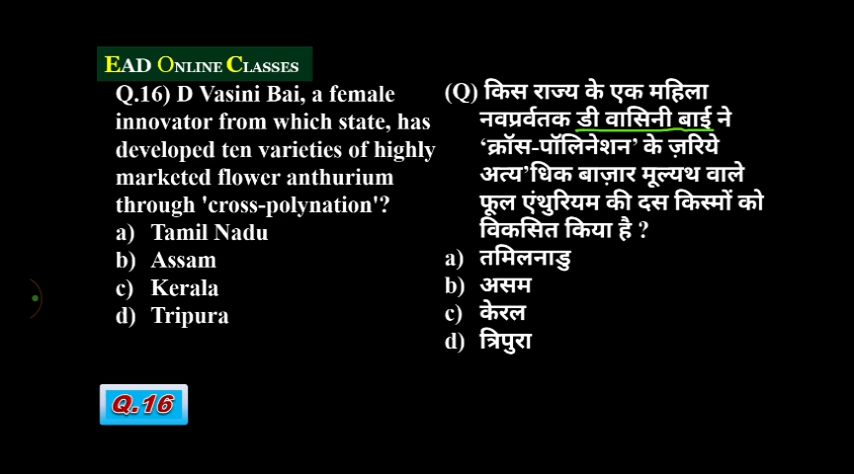 EAD ONLINE CLASSES
Q.16) D Vasini Bai, a female
innovator from which state, has
developed ten varieties of highly
marketed flower anthurium
through 'cross-polynation'?
a) Tamil Nadu
b) Assam
c) Kerala
d) Tripura
(Q) किस राज्य के एक महिला
नवप्रर्वतक डी वासिनी बाई ने
‘क्रॉस-पॉलिनेशन’ के ज़रिये
अत्य’धिक बाज़ार मूल्यथ वाले
फूल एंथुरियम की दस किस्मों को
विकसित किया है ?
a) तमिलनाडु
b) असम
c) केरल
d) त्रिपुरा
Q.16